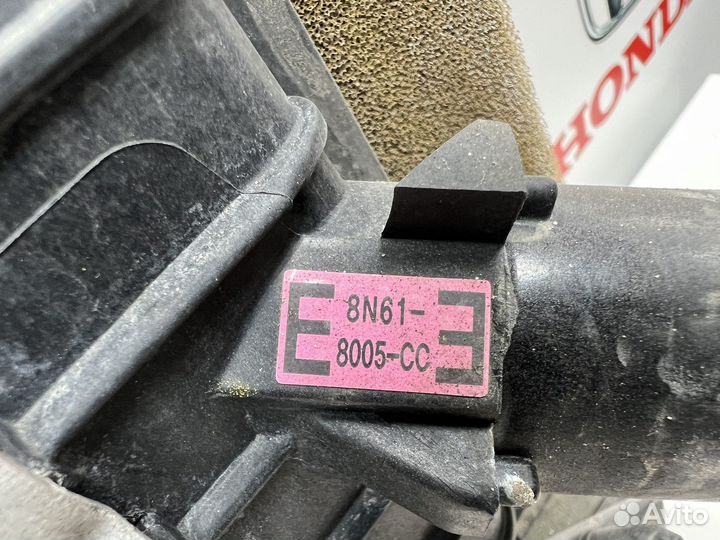 HONDA
E 8N61- E
8005-CC
Avito